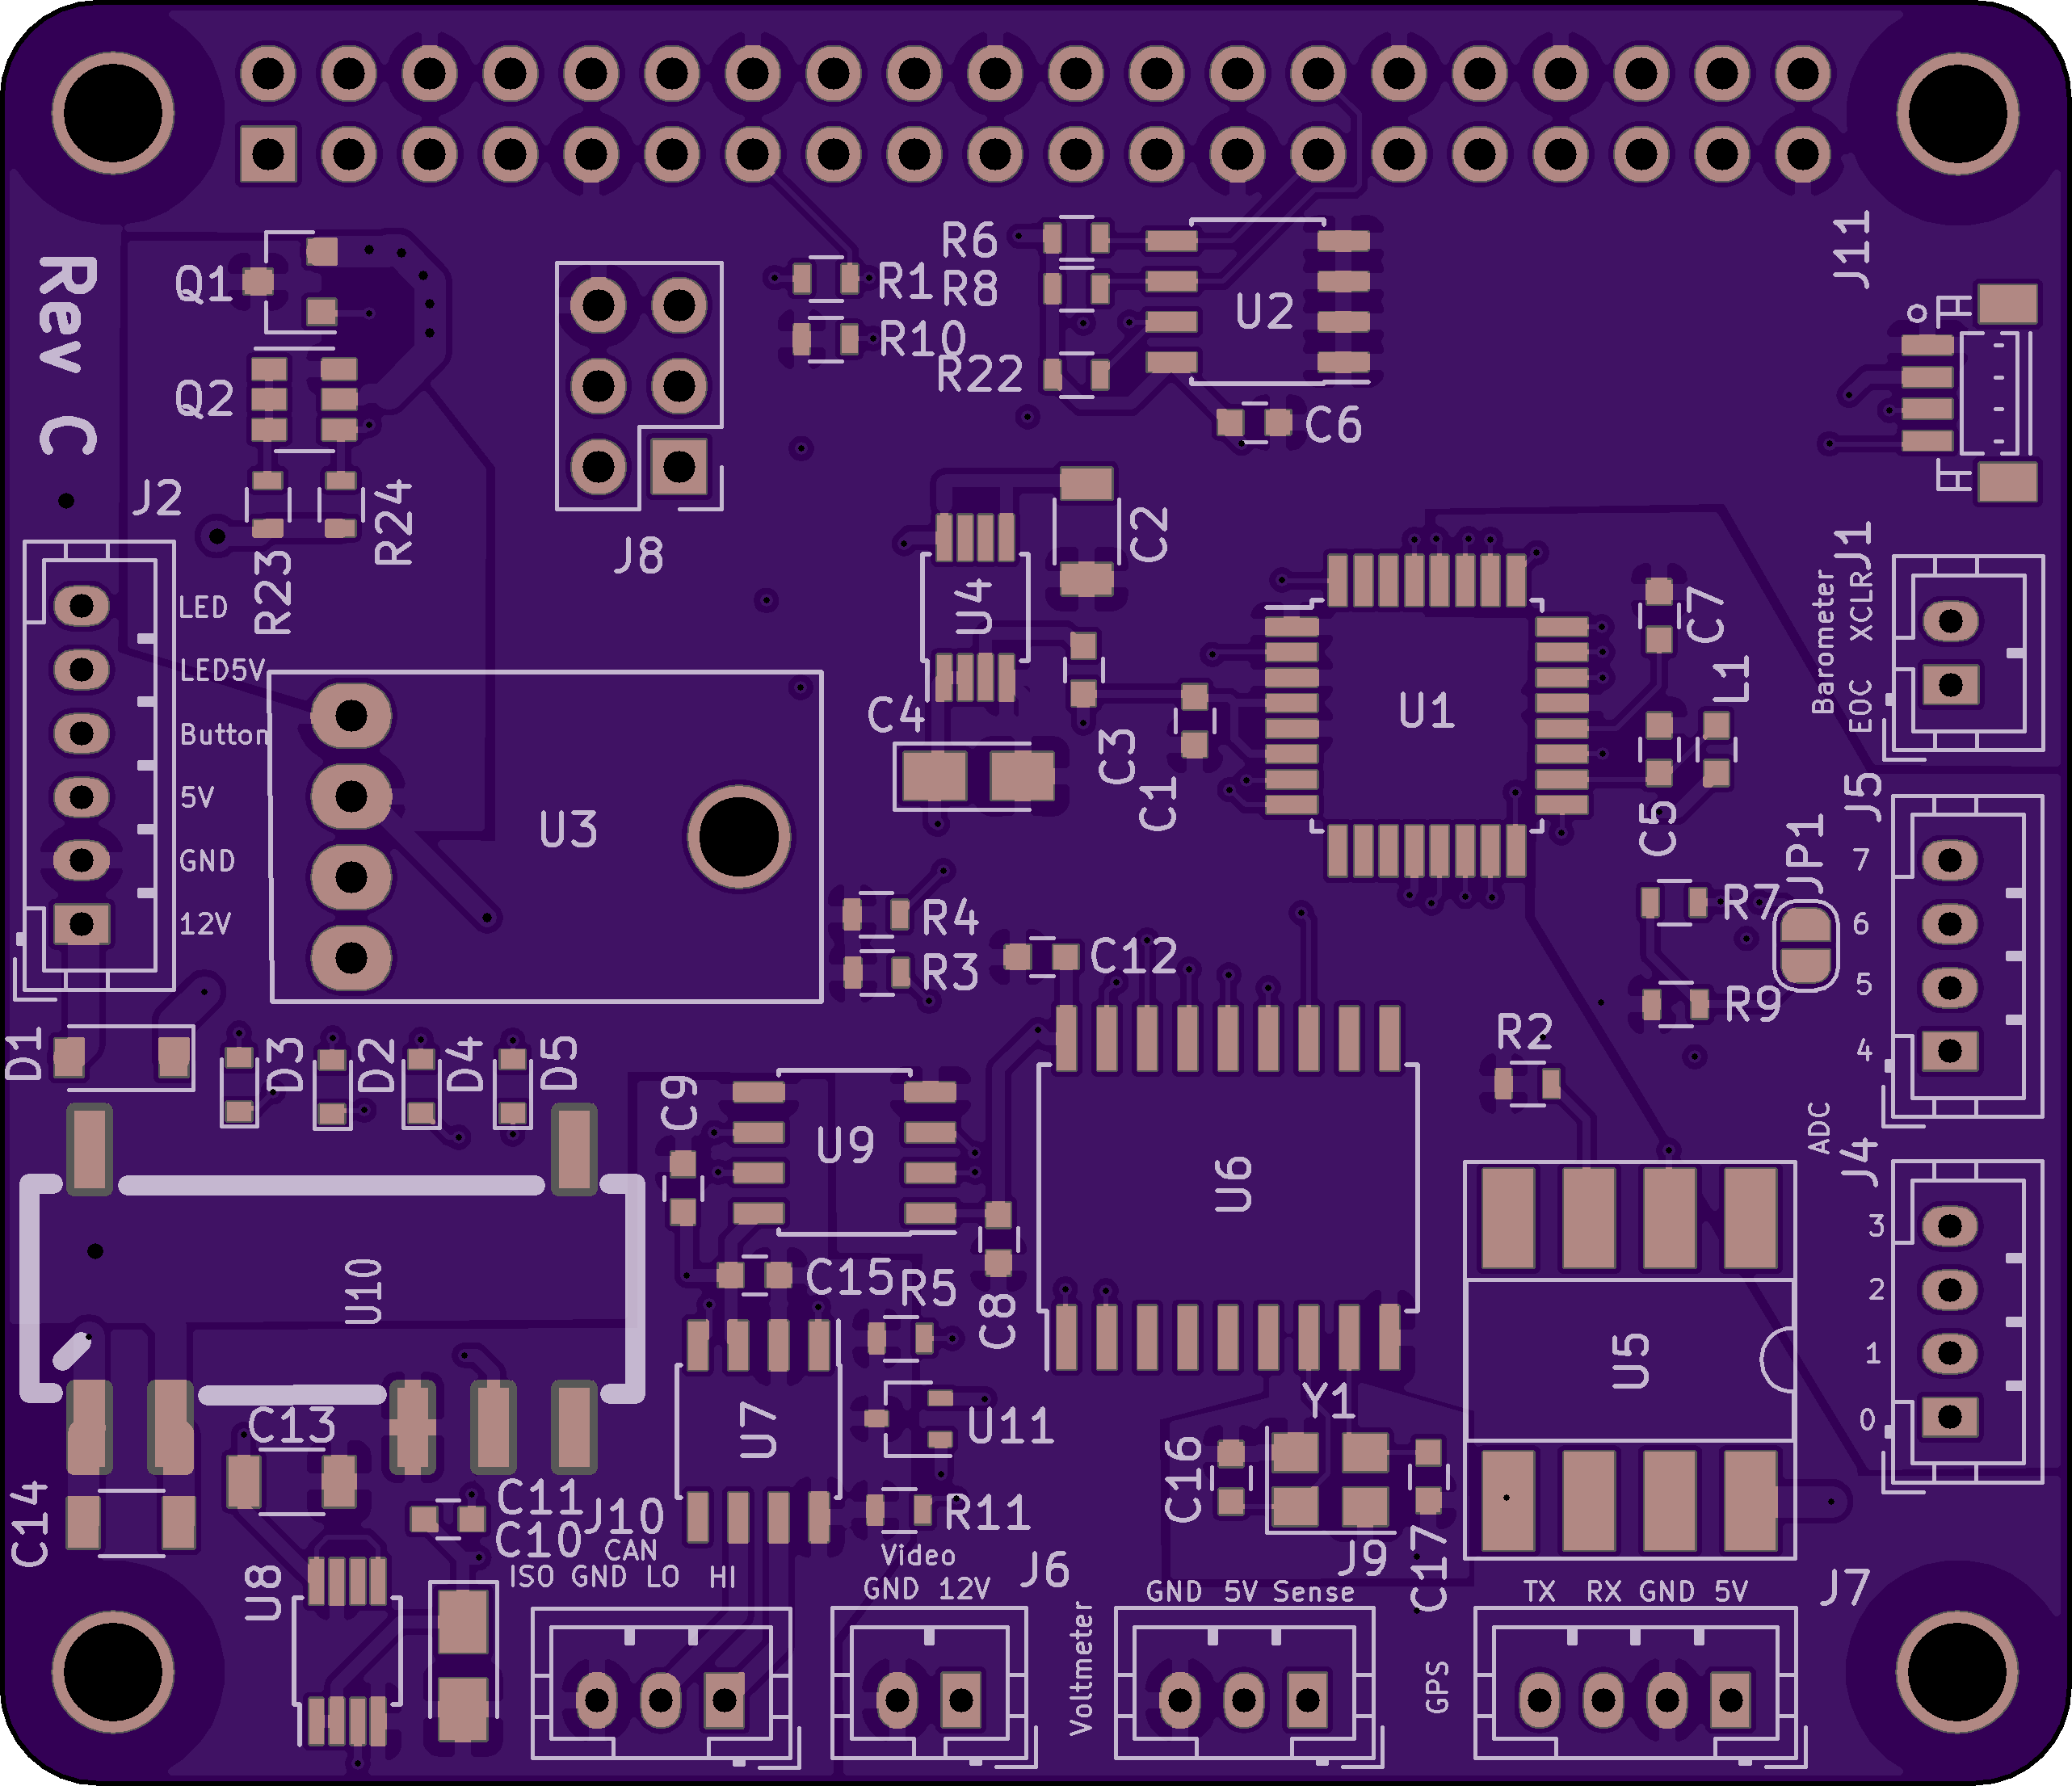 Rev C
Q1
Q2
J2
R23
R24
J8
R1
R10
R6
R8
R22
U2
C6
J11
LED
LED5V
Button
5V
GND
12V
U3
U4
C2
C4
C3
C1
U1
C7
L1
C5
J1
Barometer
EOC XCLR
J5
7
6
5
4
JP1
R7
R9
R4
R3
C12
R2
D1
D3
D2
D4
D5
C9
U9
U6
ADC
J4
3
2
1
0
U10
C15
R5
C8
U5
C13
C14
U7
U11
R11
Y1
C16
C17
C11
C10
J10
CAN
ISO GND LO HI
U8
Video
GND 12V
J6
Voltmeter
GND 5V Sense
J9
GPS
TX RX GND 5V
J7